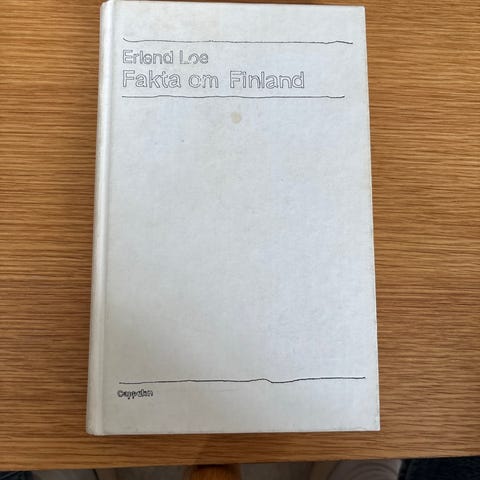 Erlend Loe
Fakta om Finland
Cappelen